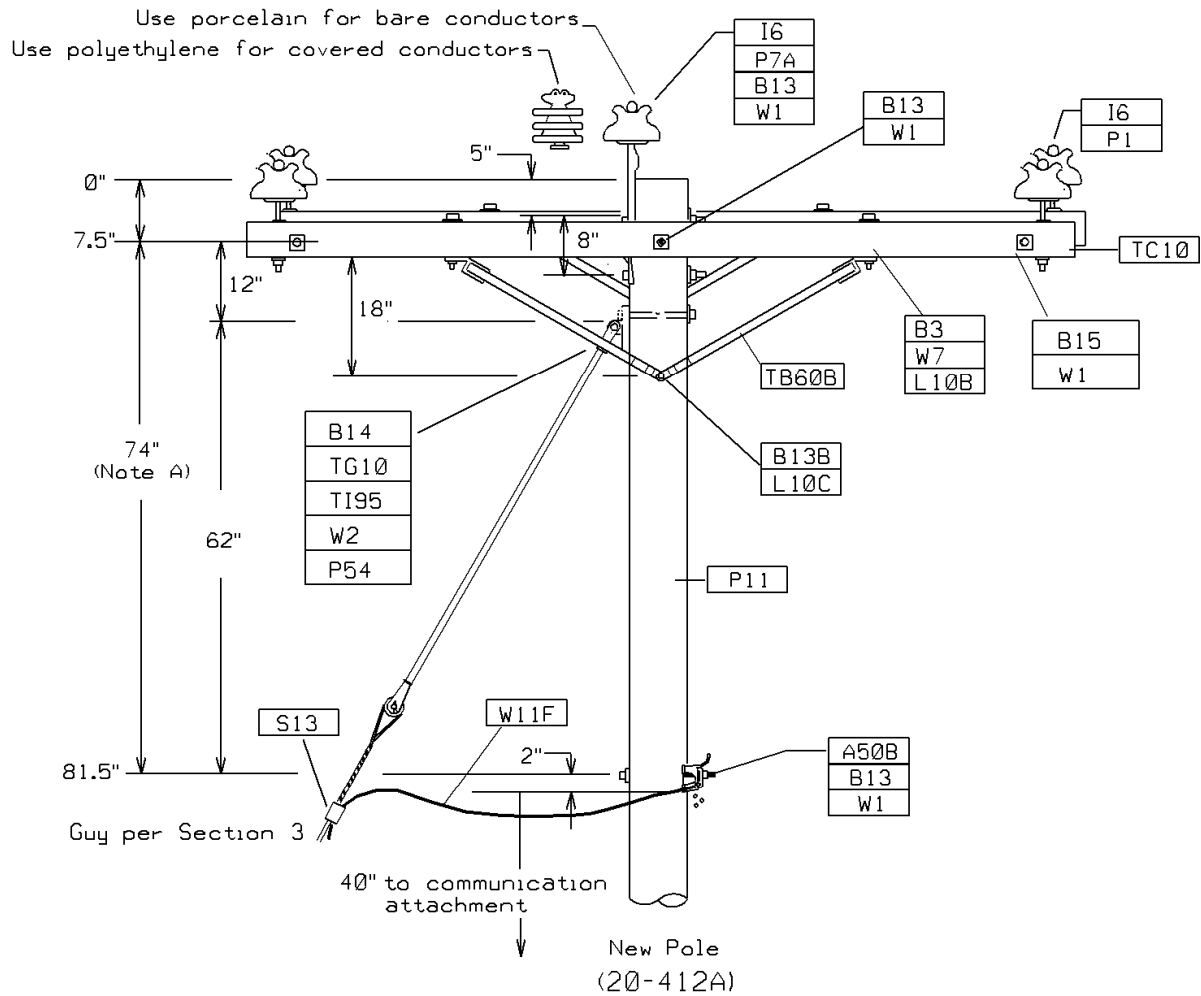 Use porcelain for bare conductors
Use polyethylene for covered conductors
I6
P7A
B13
W1
B13
W1
I6
P1
5"
0"
7.5"
8"
12"
18"
TC10
B3
W7
L10B
B15
W1
TB60B
B14
TG10
TI95
W2
P54
74"
(Note A)
62"
B13B
L10C
P11
S13
W11F
2"
81.5"
A50B
B13
W1
Guy per Section 3
40" to communication
attachment
New Pole
(20-412A)